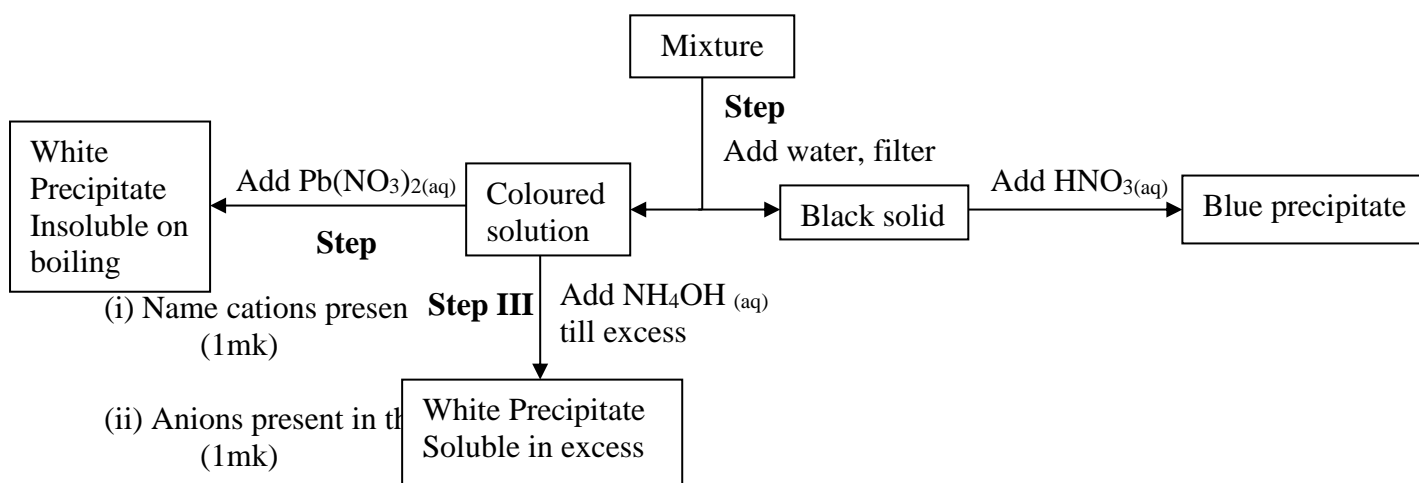 Mixture
Step
Add water, filter
White
Precipitate
Insoluble on
boiling
Add Pb(NO₃)₂(aq)
Step
Coloured
solution
Black solid
Add HNO₃(aq)
Blue precipitate
(i) Name cations presen
(1mk)
Step III
Add NH₄OH (aq)
till excess
(ii) Anions present in th
(1mk)
White Precipitate
Soluble in excess